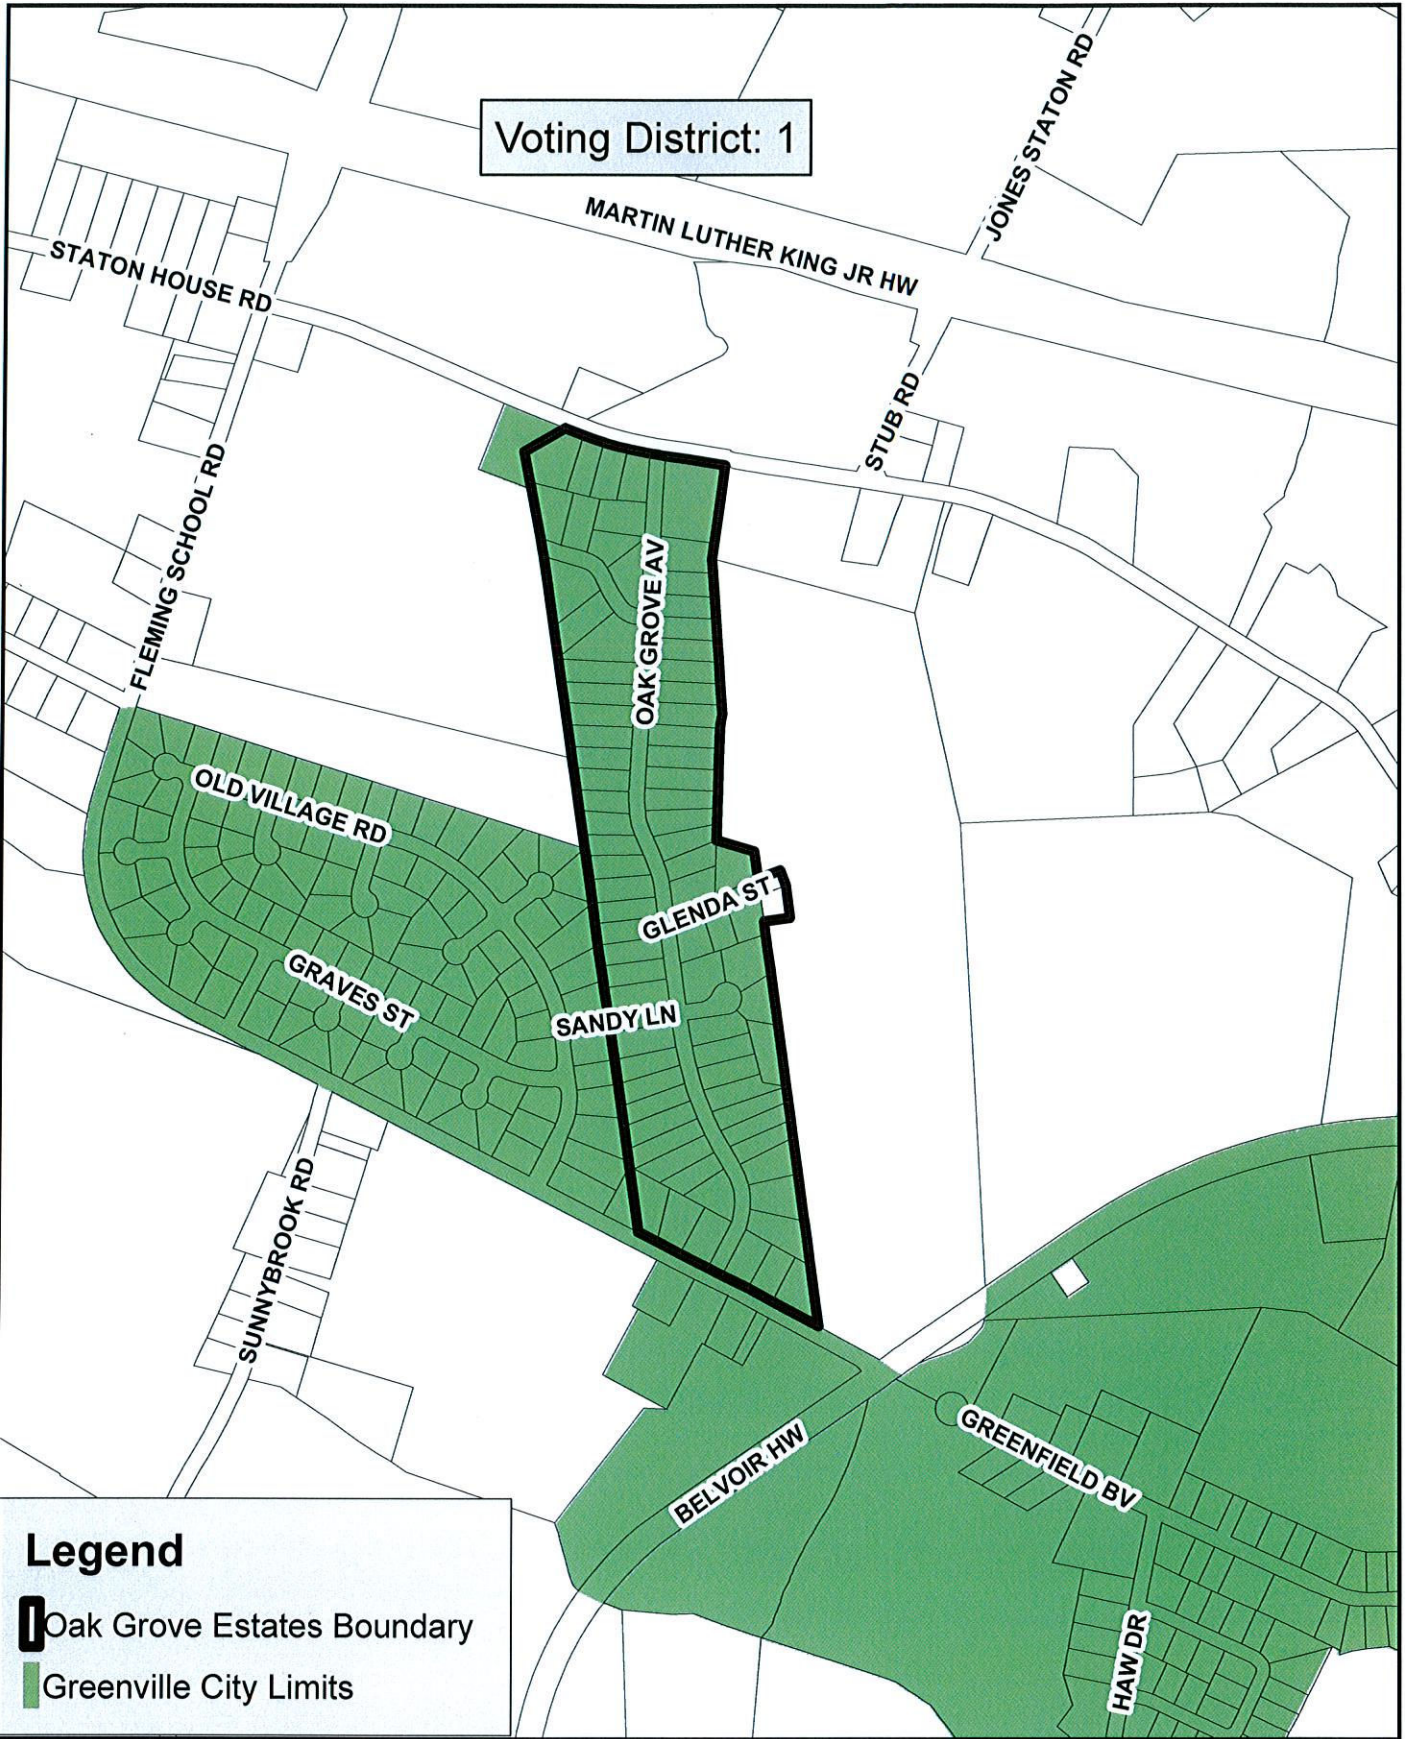 Voting District: 1
JONES STATON RD
MARTIN LUTHER KING JR HW
STATON HOUSE RD
STUB RD
FLEMING SCHOOL RD
OAK GROVE AV
OLD VILLAGE RD
GLENDA ST
GRAVES ST
SANDY LN
SUNNYBROOK RD
BELVOIR HW
GREENFIELD BV
HAW DR
Legend
Oak Grove Estates Boundary
Greenville City Limits